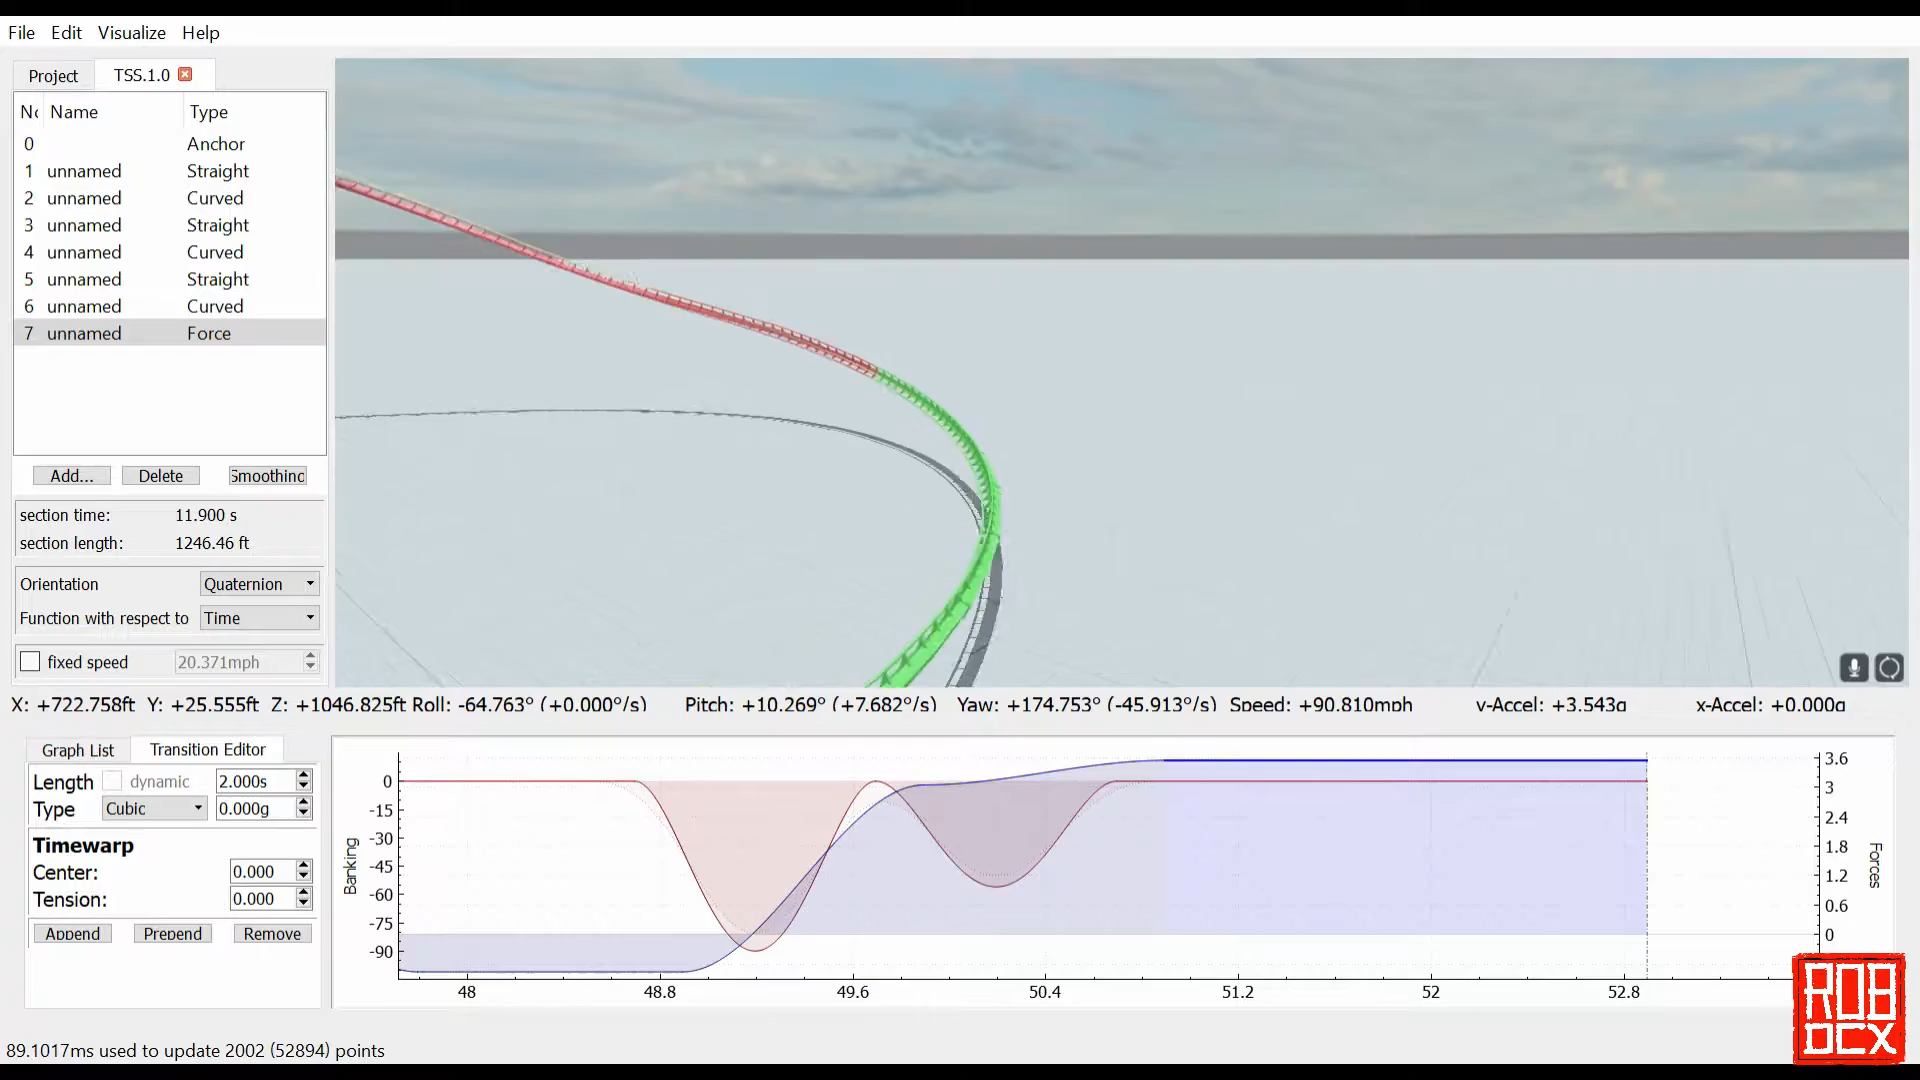 File Edit Visualize Help
Project TSS.1.0
Name Type
0 Anchor
1 unnamed Straight
2 unnamed Curved
3 unnamed Straight
4 unnamed Curved
5 unnamed Straight
6 unnamed Curved
7 unnamed Force
Add... Delete Smoothing
section time: 11.900 s
section length: 1246.46 ft
Orientation Quaternion
Function with respect to Time
fixed speed 20.371mph
X: +722.758ft Y: +25.555ft Z: +1046.825ft Roll: -64.763° (+0.000°/s) Pitch: +10.269° (+7.682°/s) Yaw: +174.753° (-45.913°/s) Speed: +90.810mph v-Accel: +3.543g x-Accel: +0.000g
Graph List Transition Editor
Length dynamic 2.000s
Type Cubic 0.000g
Timewarp
Center: 0.000
Tension: 0.000
Append Prepend Remove
Banking
0
-15
-30
-45
-60
-75
-90
48 48.8 49.6 50.4 51.2 52 52.8
3.6
3
2.4
1.8
1.2
0.6
0
Forces
89.1017ms used to update 2002 (52894) points